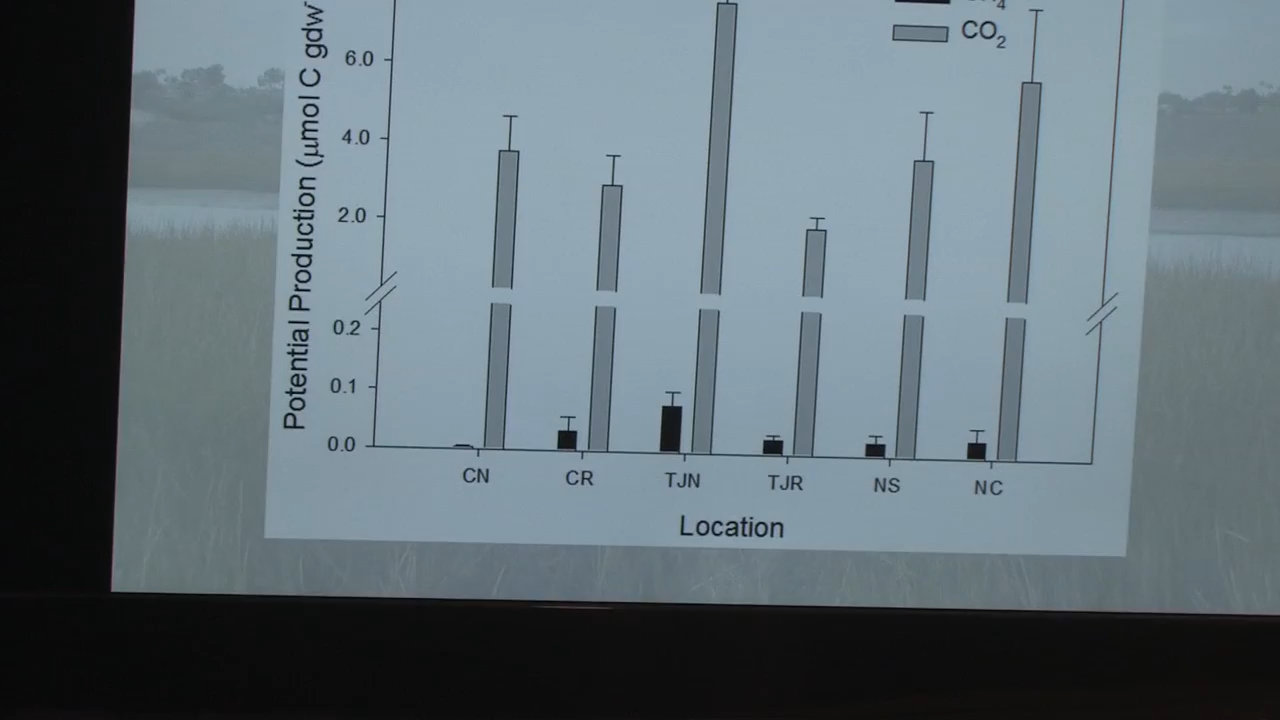 Potential Production (μmol C gdw
CO2
6.0
4.0
2.0
0.2
0.1
0.0
CN CR TJN TJR NS NC
Location